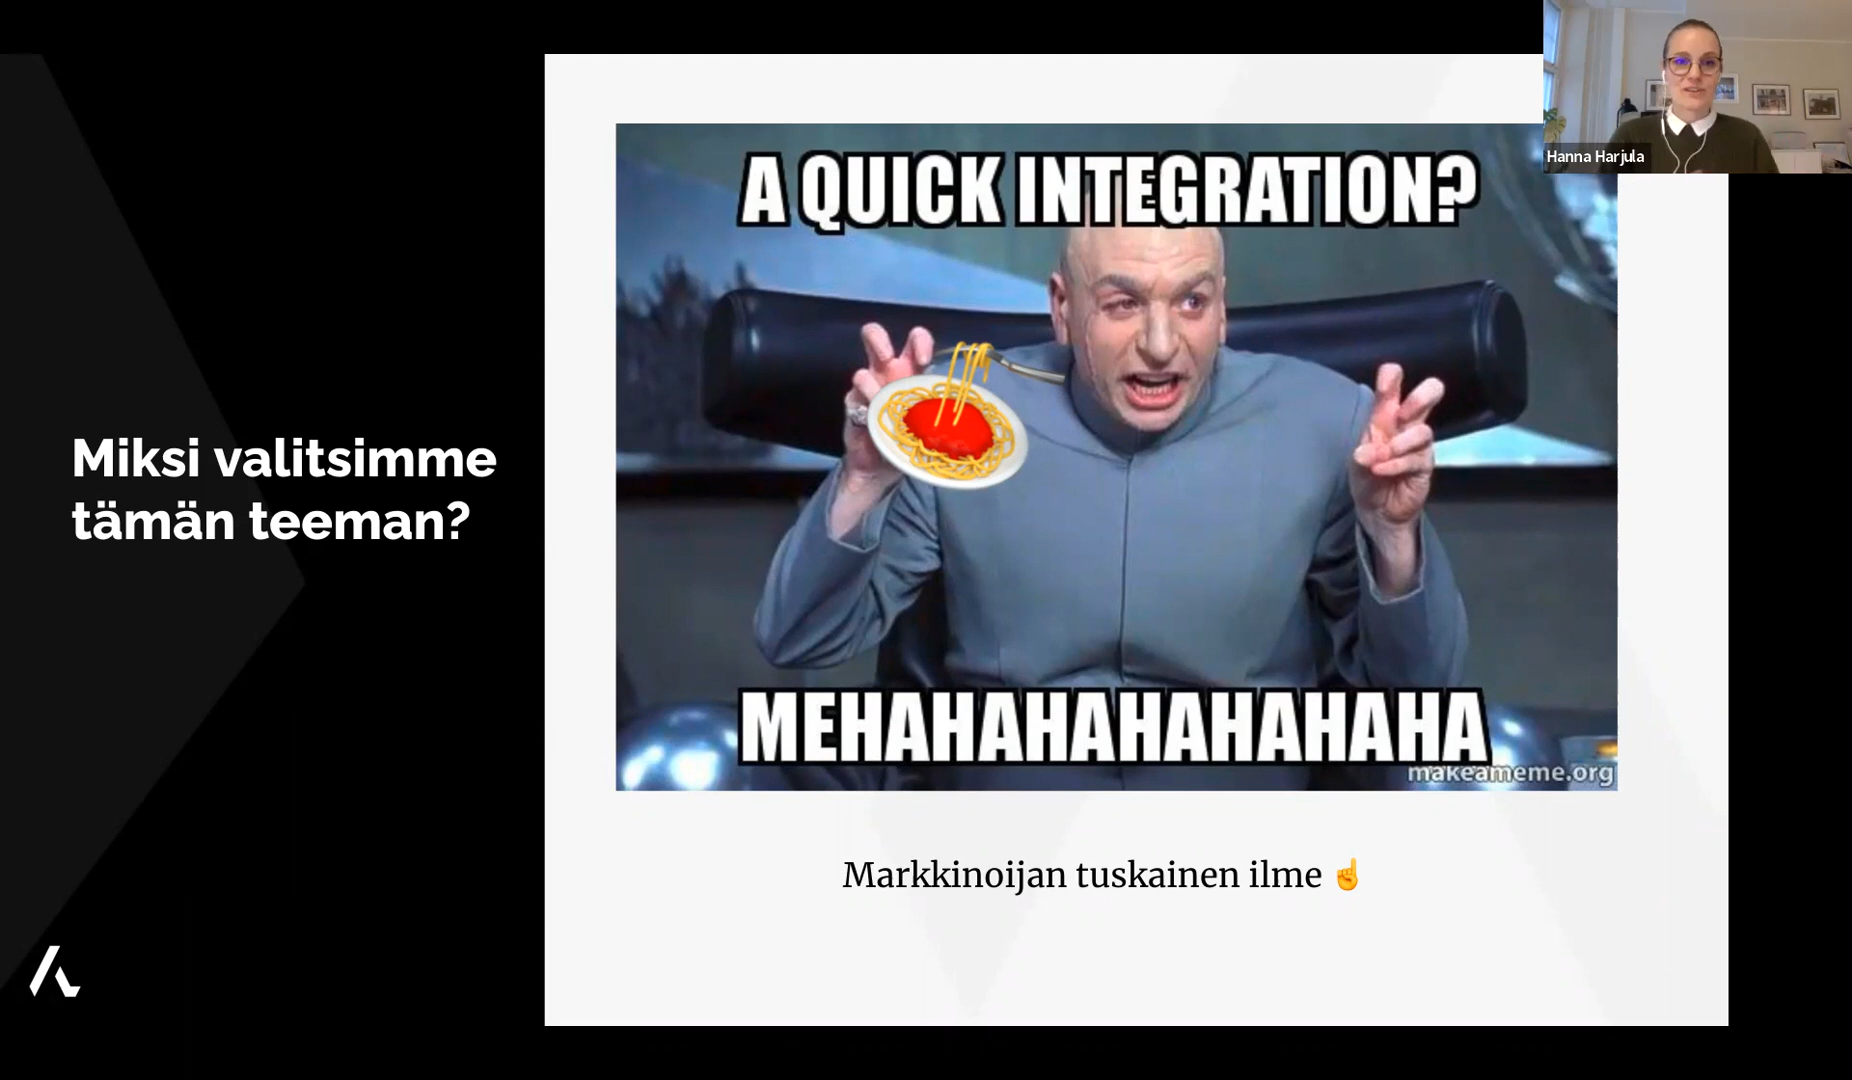 Miksi valitsimme
tämän teeman?
A QUICK INTEGRATION?
MEHAHAHAHAHAHAHA
makeameme.org
Markkinoijan tuskainen ilme ☝
Hanna Harjula